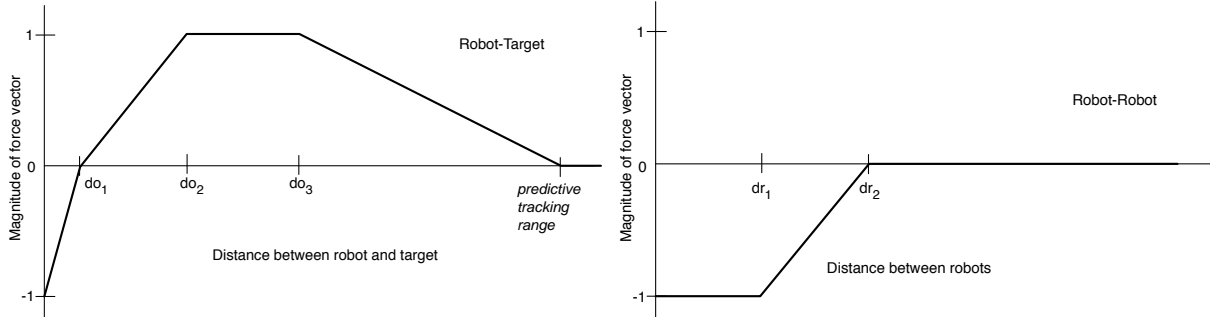 Magnitude of force vector
1
0
-1
Robot-Target
do1
do2
do3
predictive
tracking
range
Distance between robot and target
Magnitude of force vector
1
0
-1
Robot-Robot
dr1
dr2
Distance between robots